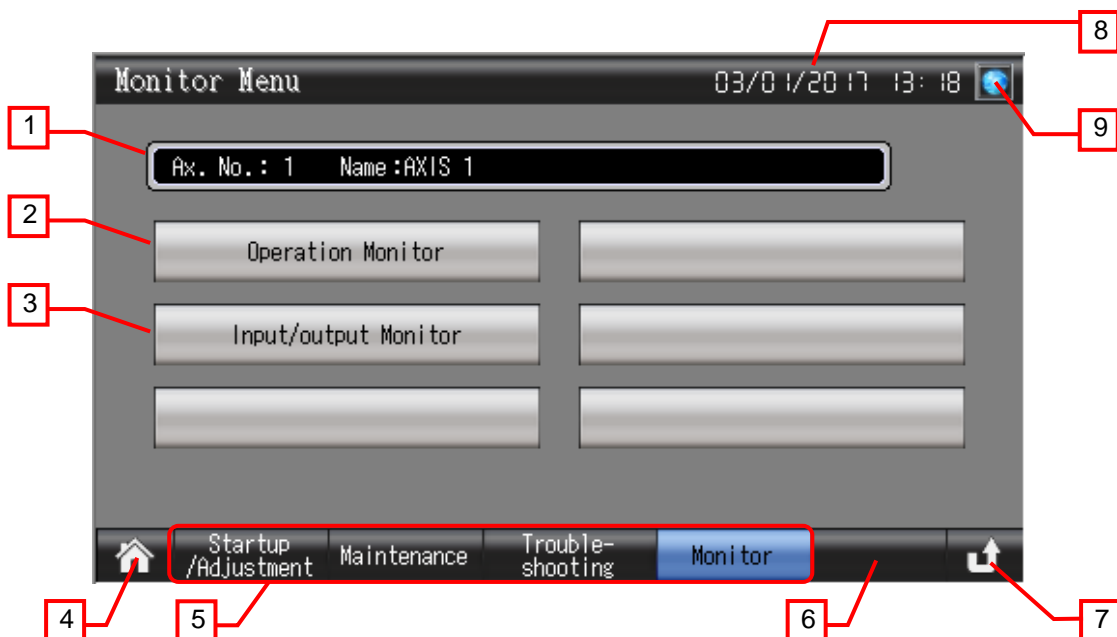 8
Monitor Menu 03/01/2017 13:18
9
1
Ax. No.: 1 Name:AXIS 1
2
Operation Monitor
3
Input/output Monitor
Startup
/Adjustment
Maintenance
Trouble-
shooting
Monitor
4
5
6
7